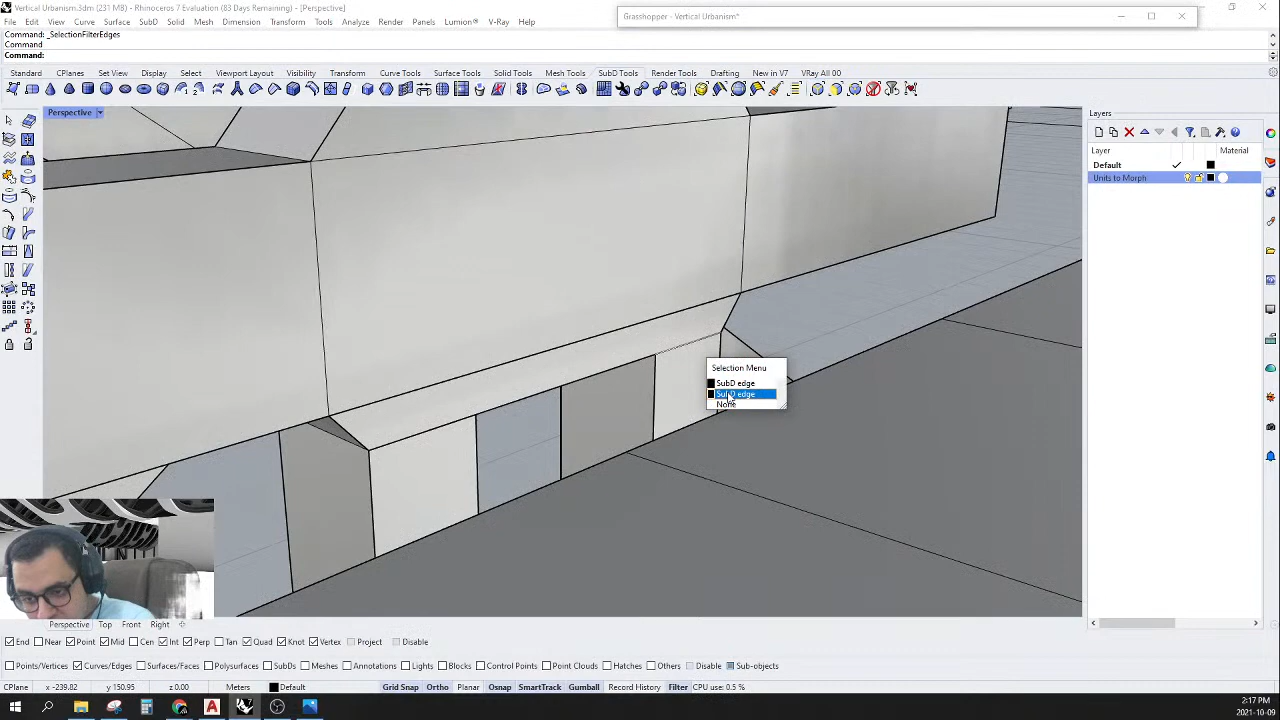 Vertical Urbanism.3dm (231 MB) - Rhinoceros 7 Evaluation (83 Days Remaining) - [Perspective]
Grasshopper - Vertical Urbanism*
File Edit View Curve Surface SubD Solid Mesh Dimension Transform Tools Analyze Render Panels Lumion® V-Ray Window Help
Command: _SelectionFilterEdges
Command:
Command:
Standard CPlanes Set View Display Select Viewport Layout Visibility Transform Curve Tools Surface Tools Solid Tools Mesh Tools SubD Tools Render Tools Drafting New in V7 VRay All 00
Perspective
Layers
Layer Material
Default
Units to Morph
Selection Menu
SubD edge
SubD edge
None
Perspective Top Front Right
End Near Point Mid Cen Int Perp Tan Quad Knot Vertex Project Disable
Points/Vertices Curves/Edges Surfaces/Faces Polysurfaces SubDs Meshes Annotations Lights Blocks Control Points Point Clouds Hatches Others Disable Sub-objects
CPlane x -239.82 y 150.95 z 0.00 Meters Default Grid Snap Ortho Planar Osnap SmartTrack Gumball Record History Filter CPU use: 0.5 %
2:17 PM
2021-10-09